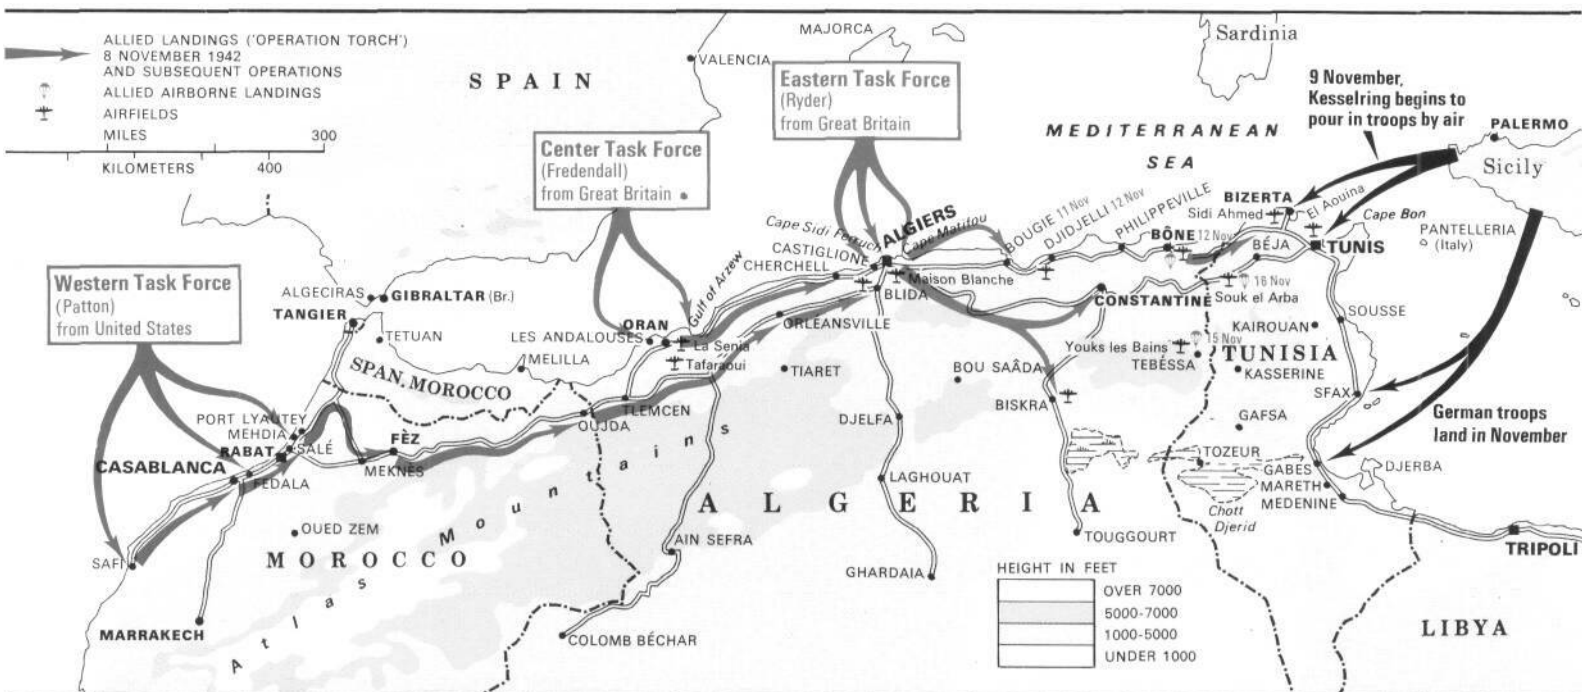 ALLIED LANDINGS ('OPERATION TORCH')
8 NOVEMBER 1942
AND SUBSEQUENT OPERATIONS
ALLIED AIRBORNE LANDINGS
AIRFIELDS
MILES
300
KILOMETERS
400
SPAIN
VALENCIA
MAJORCA
Sardinia
Eastern Task Force
(Ryder)
from Great Britain
Center Task Force
(Fredendall)
from Great Britain
Western Task Force
(Patton)
from United States
9 November,
Kesselring begins to
pour in troops by air
MEDITERRANEAN
SEA
PALERMO
Sicily
PANTELLERIA
(Italy)
BIZERTA
Sidi Ahmed
El Aouina
Cape Bon
TUNIS
BÉJA
BÔNE 12 Nov
PHILIPPEVILLE
DJIDJELLI 12 Nov
BOUGIE 11 Nov
Cape Matifou
ALGIERS
Cape Sidi Ferruch
CASTIGLIONE
CHERCHELL
Maison Blanche
BLIDA
CONSTANTINE
16 Nov
Souk el Arba
ALGECIRAS
GIBRALTAR (Br.)
TANGIER
TETUAN
SPAN. MOROCCO
MELILLA
LES ANDALOUSES
ORAN
Gulf of Arzew
La Senia
Tafaraoui
ORLEANSVILLE
TIARET
BOU SAÂDA
BISKRA
Youks les Bains
15 Nov
TEBÉSSA
TUNISIA
KAIROUAN
SOUSSE
KASSERINE
SFAX
GAFSA
German troops
land in November
PORT LYAUTEY
MEHDIA
RABAT
SALÉ
CASABLANCA
FEDALA
FÈZ
MEKNÈS
OUJDA
TLEMCEN
DJELFA
LAGHOUAT
TOZEUR
GABES
MARETH
MEDENINE
DJERBA
Chott
Djerid
ALGERIA
Atlas Mountains
OUED ZEM
MOROCCO
SAFI
MARRAKECH
AIN SEFRA
COLOMB BÉCHAR
GHARDAIA
TOUGGOURT
TRIPOLI
LIBYA
HEIGHT IN FEET
OVER 7000
5000-7000
1000-5000
UNDER 1000